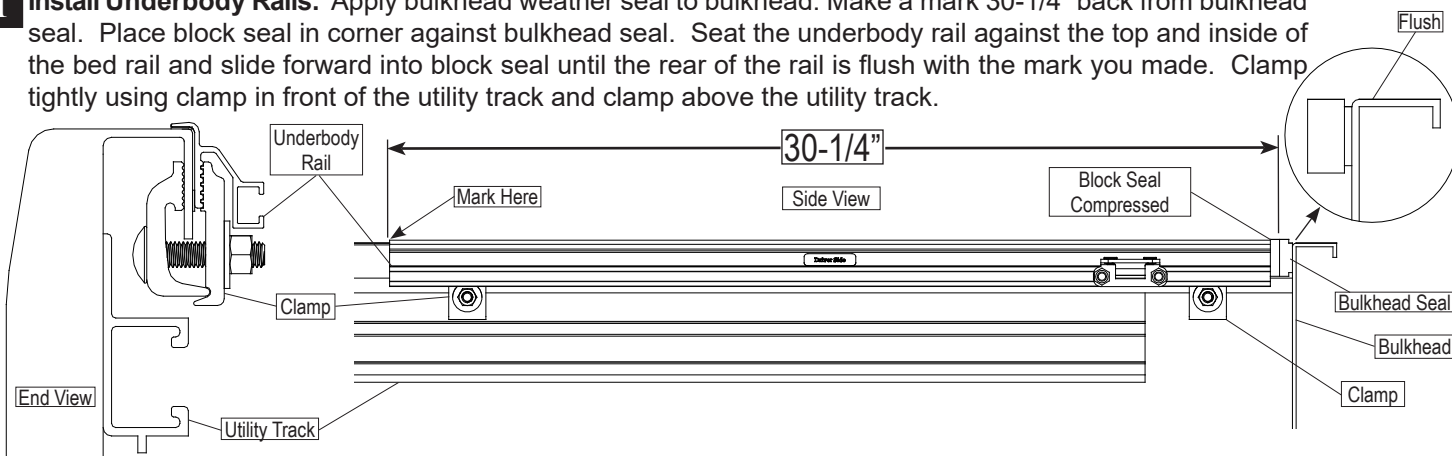 1 Install Underbody Rails. Apply bulkhead weather seal to bulkhead. Make a mark 30-1/4" back from bulkhead
seal. Place block seal in corner against bulkhead seal. Seat the underbody rail against the top and inside of
the bed rail and slide forward into block seal until the rear of the rail is flush with the mark you made. Clamp
tightly using clamp in front of the utility track and clamp above the utility track.
Flush
Underbody
Rail
30-1/4”
Mark Here
Side View
Block Seal
Compressed
Driver Side
Clamp
Bulkhead Seal
Bulkhead
End View
Clamp
Utility Track